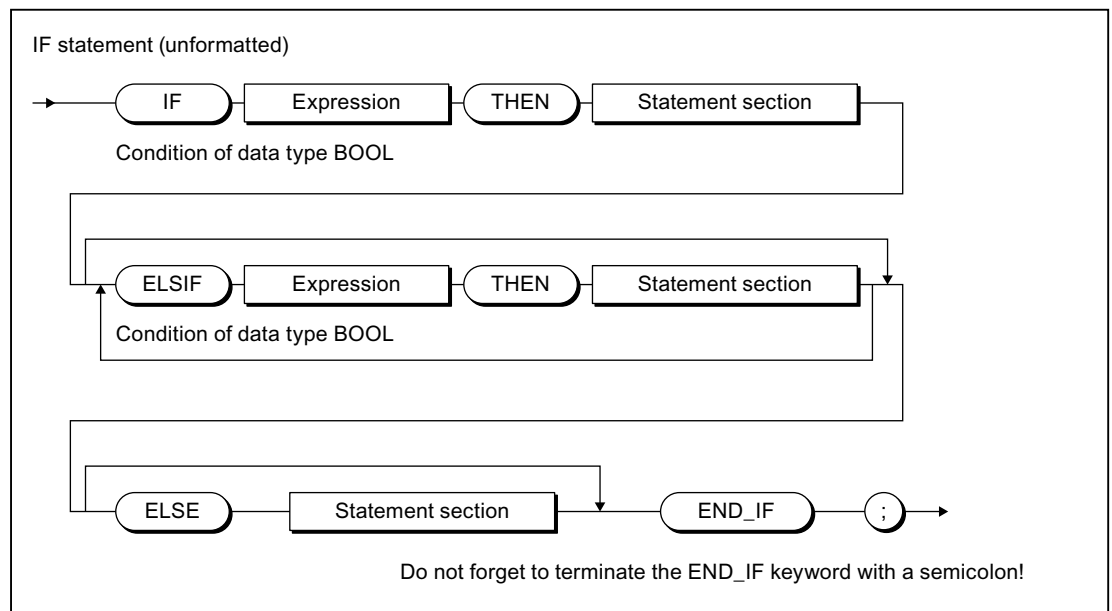 IF statement (unformatted)
IF Expression THEN Statement section
Condition of data type BOOL
ELSIF Expression THEN Statement section
Condition of data type BOOL
ELSE Statement section END_IF ;
Do not forget to terminate the END_IF keyword with a semicolon!